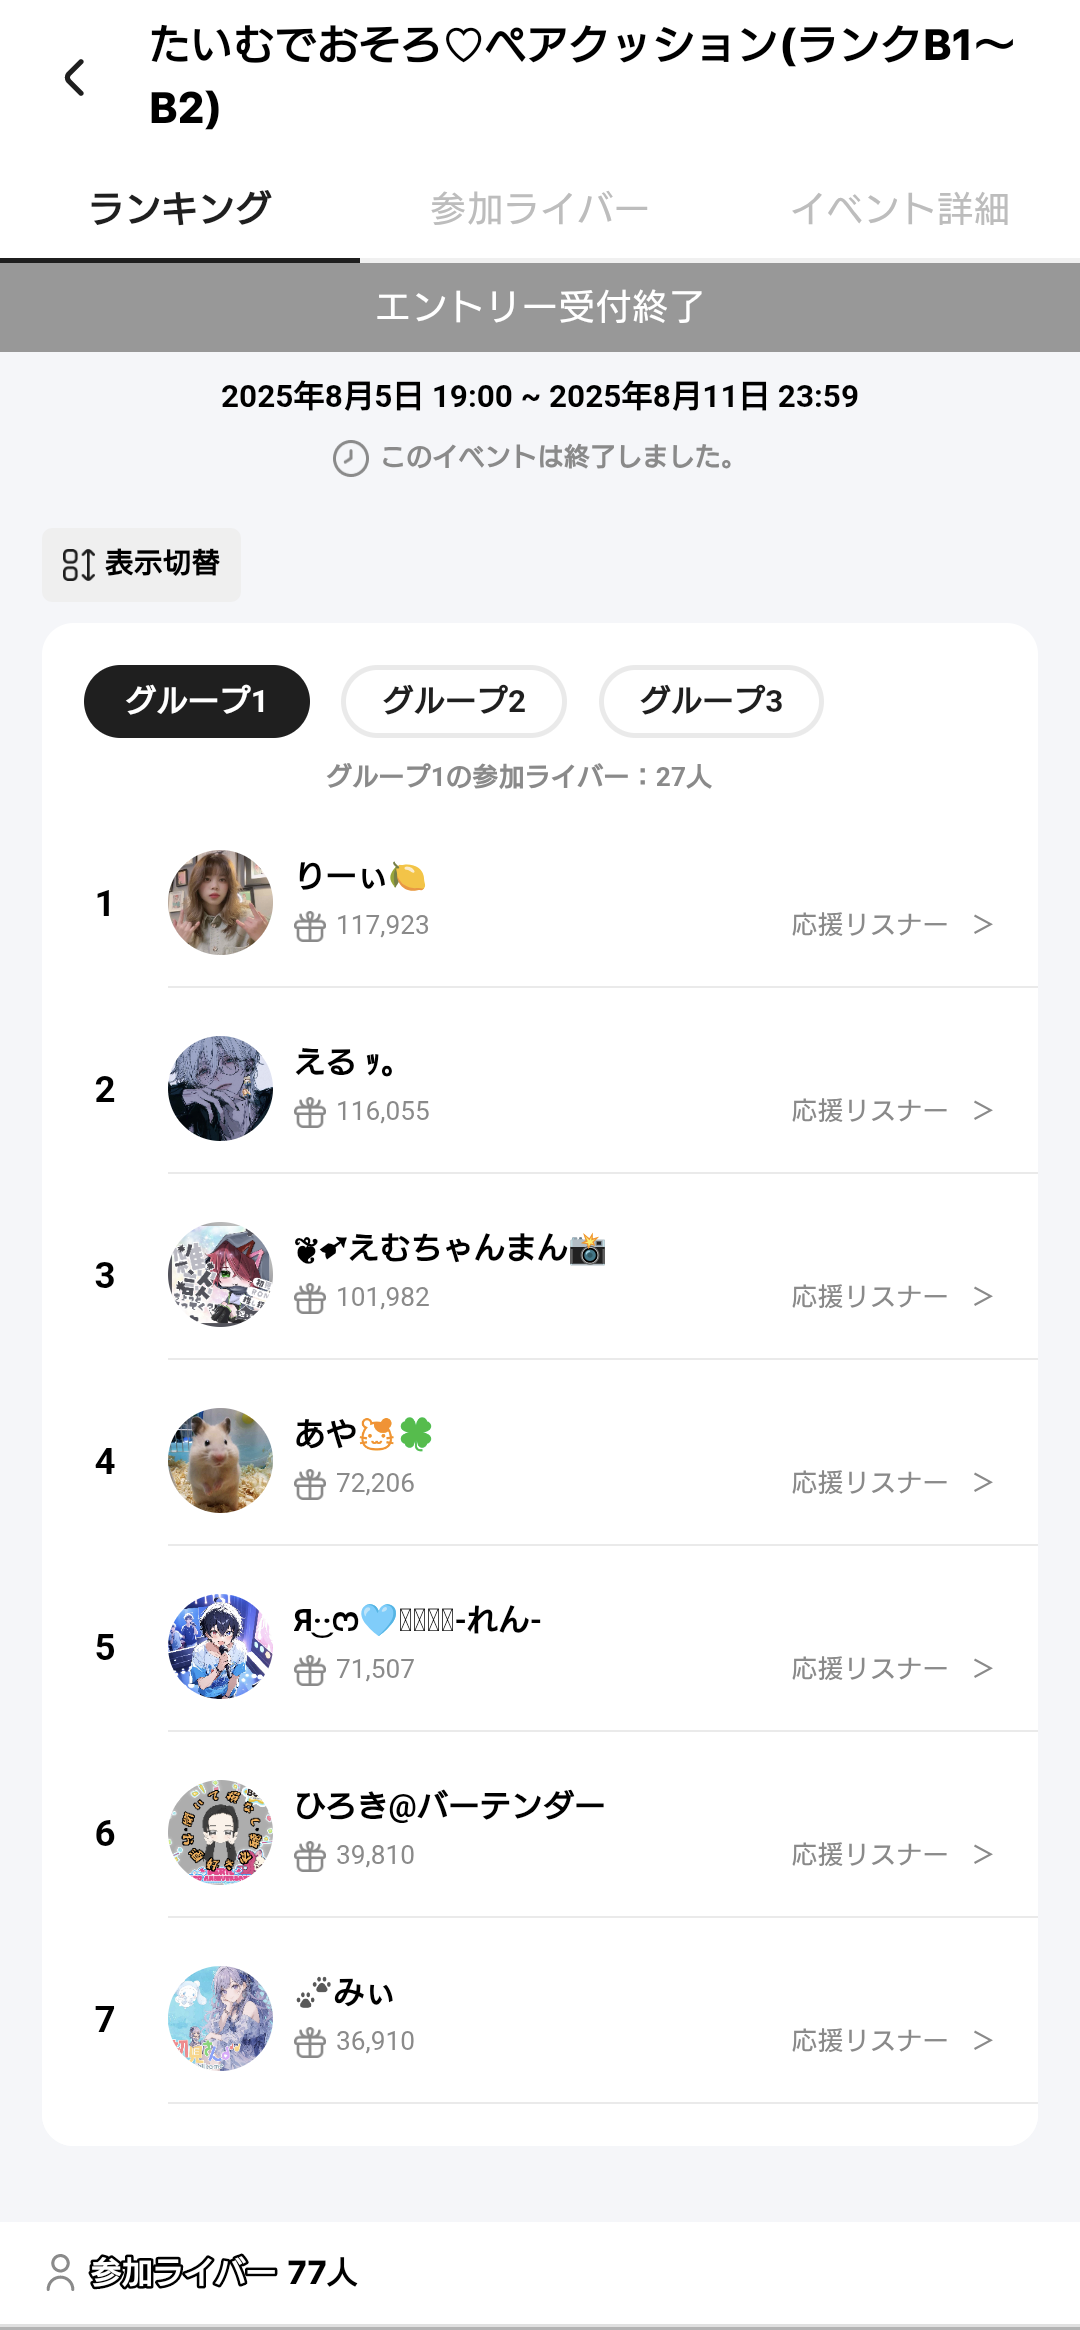 たいむでおそろ♡ペアクッション(ランクB1〜
B2)
ランキング 参加ライバー イベント詳細
エントリー受付終了
2025年8月5日 19:00 ~ 2025年8月11日 23:59
このイベントは終了しました。
表示切替
グループ1 グループ2 グループ3
グループ1の参加ライバー：27人
1
りーぃ🍋
117,923
応援リスナー >
2
える ｯ。
116,055
応援リスナー >
3
❦➶えむちゃんまん📸
101,982
応援リスナー >
4
あや🐹🍀
72,206
応援リスナー >
5
-れん-
71,507
応援リスナー >
6
ひろき@バーテンダー
39,810
応援リスナー >
7
🐾みぃ
36,910
応援リスナー >
参加ライバー 77人